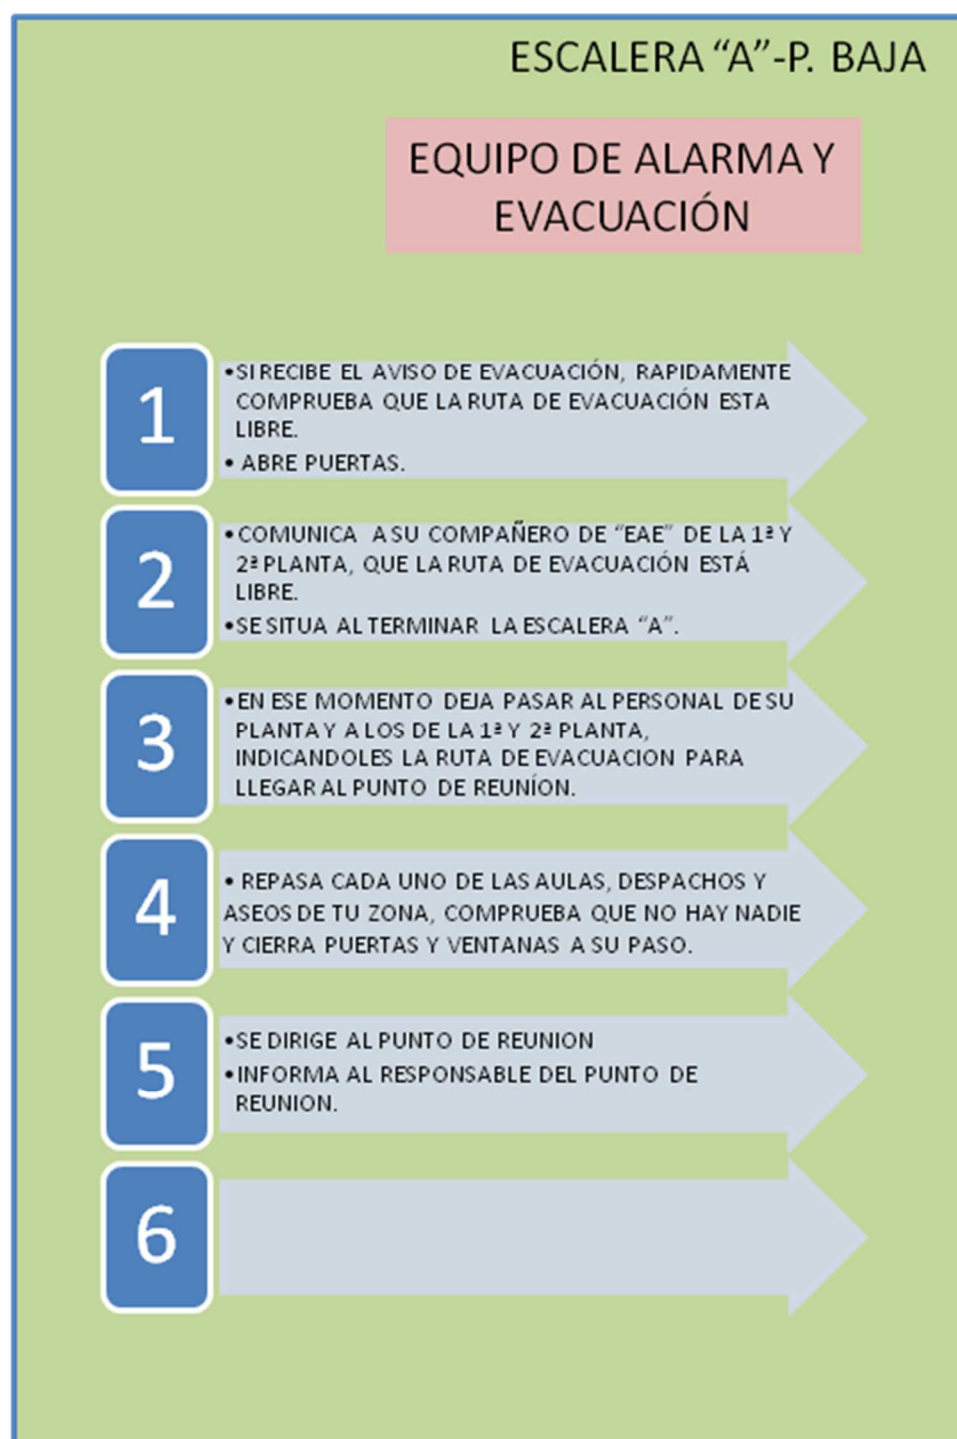 ESCALERA “A”-P. BAJA
EQUIPO DE ALARMA Y
EVACUACIÓN
1
•SI RECIBE EL AVISO DE EVACUACIÓN, RAPIDAMENTE
COMPRUEBA QUE LA RUTA DE EVACUACIÓN ESTA
LIBRE.
• ABRE PUERTAS.
2
•COMUNICA A SU COMPAÑERO DE “EAE” DE LA 1ª Y
2ª PLANTA, QUE LA RUTA DE EVACUACIÓN ESTÁ
LIBRE.
•SE SITUA AL TERMINAR LA ESCALERA “A”.
3
•EN ESE MOMENTO DEJA PASAR AL PERSONAL DE SU
PLANTA Y A LOS DE LA 1ª Y 2ª PLANTA,
INDICANDOLES LA RUTA DE EVACUACION PARA
LLEGAR AL PUNTO DE REUNÍON.
4
• REPASA CADA UNO DE LAS AULAS, DESPACHOS Y
ASEOS DE TU ZONA, COMPRUEBA QUE NO HAY NADIE
Y CIERRA PUERTAS Y VENTANAS A SU PASO.
5
•SE DIRIGE AL PUNTO DE REUNION
•INFORMA AL RESPONSABLE DEL PUNTO DE
REUNION.
6